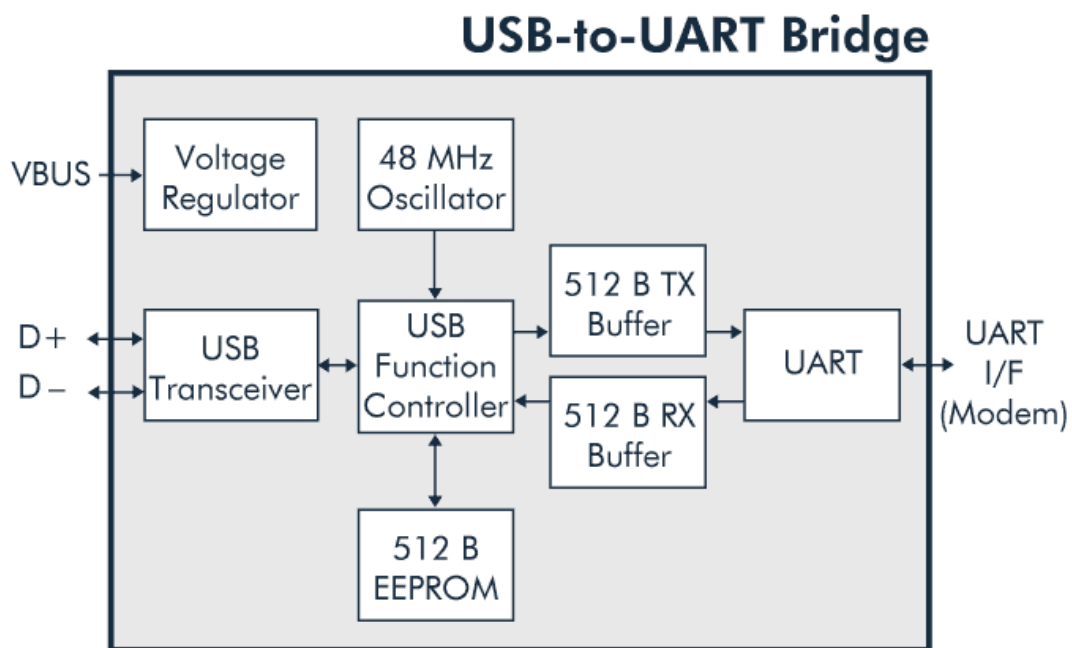 USB-to-UART Bridge
VBUS
Voltage
Regulator
48 MHz
Oscillator
512 B TX
Buffer
D+
D–
USB
Transceiver
USB
Function
Controller
UART
UART
I/F
(Modem)
512 B RX
Buffer
512 B
EEPROM